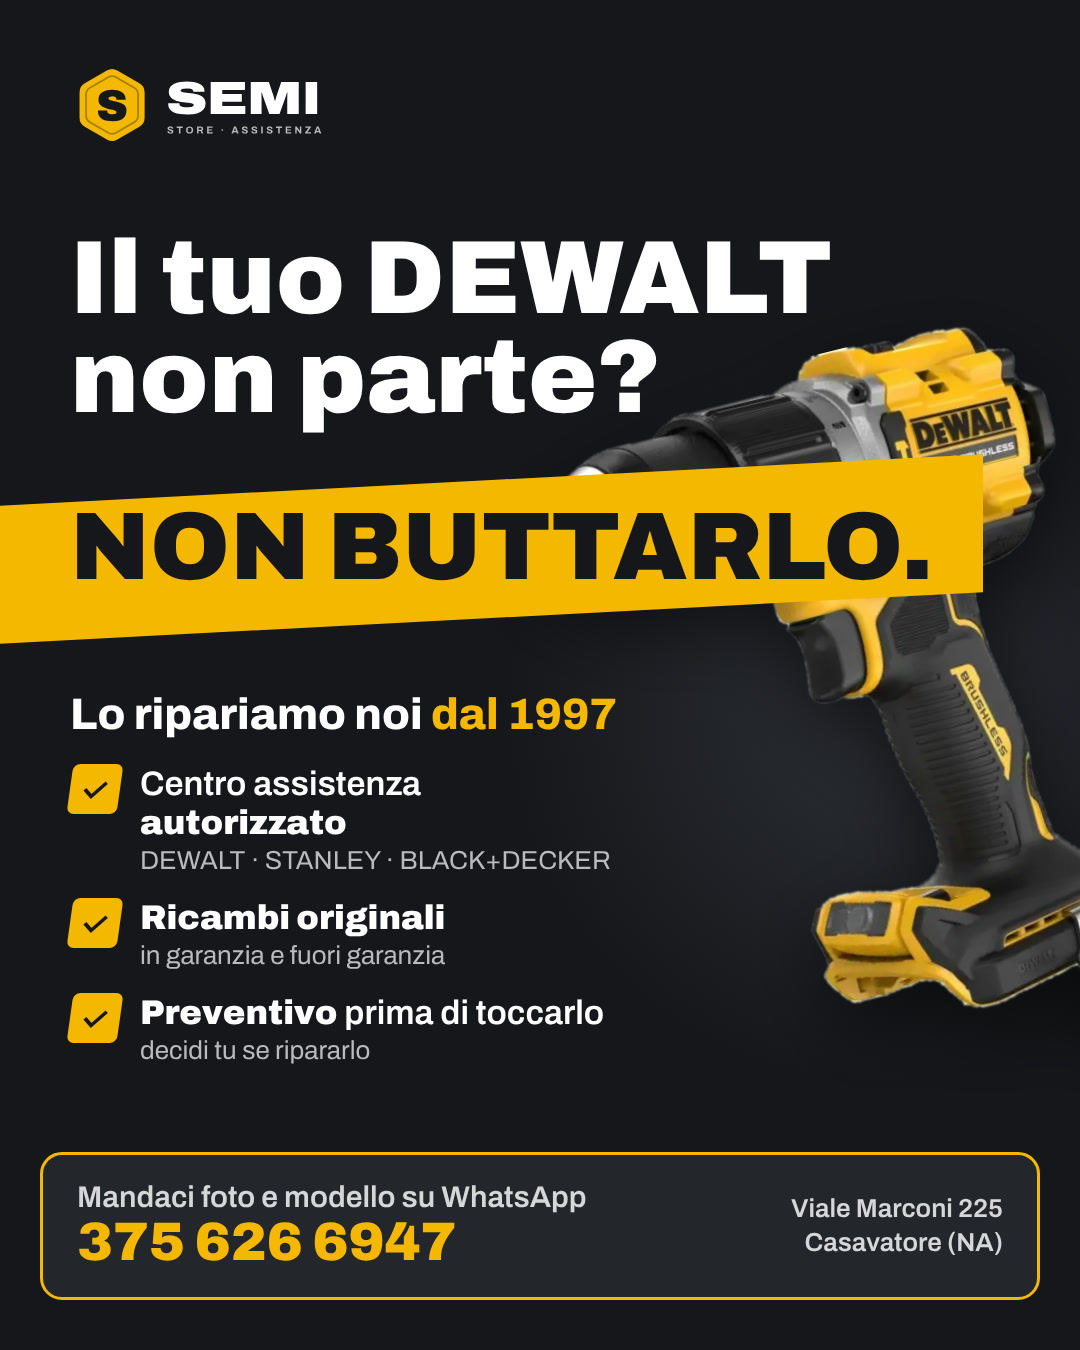 S
SEMI
STORE · ASSISTENZA
Il tuo DEWALT
non parte?
DEWALT
NON BUTTARLO.
BRUSHLESS
Lo ripariamo noi dal 1997
Centro assistenza
autorizzato
DEWALT · STANLEY · BLACK+DECKER
Ricambi originali
in garanzia e fuori garanzia
Preventivo prima di toccarlo
decidi tu se ripararlo
Mandaci foto e modello su WhatsApp
375 626 6947
Viale Marconi 225
Casavatore (NA)